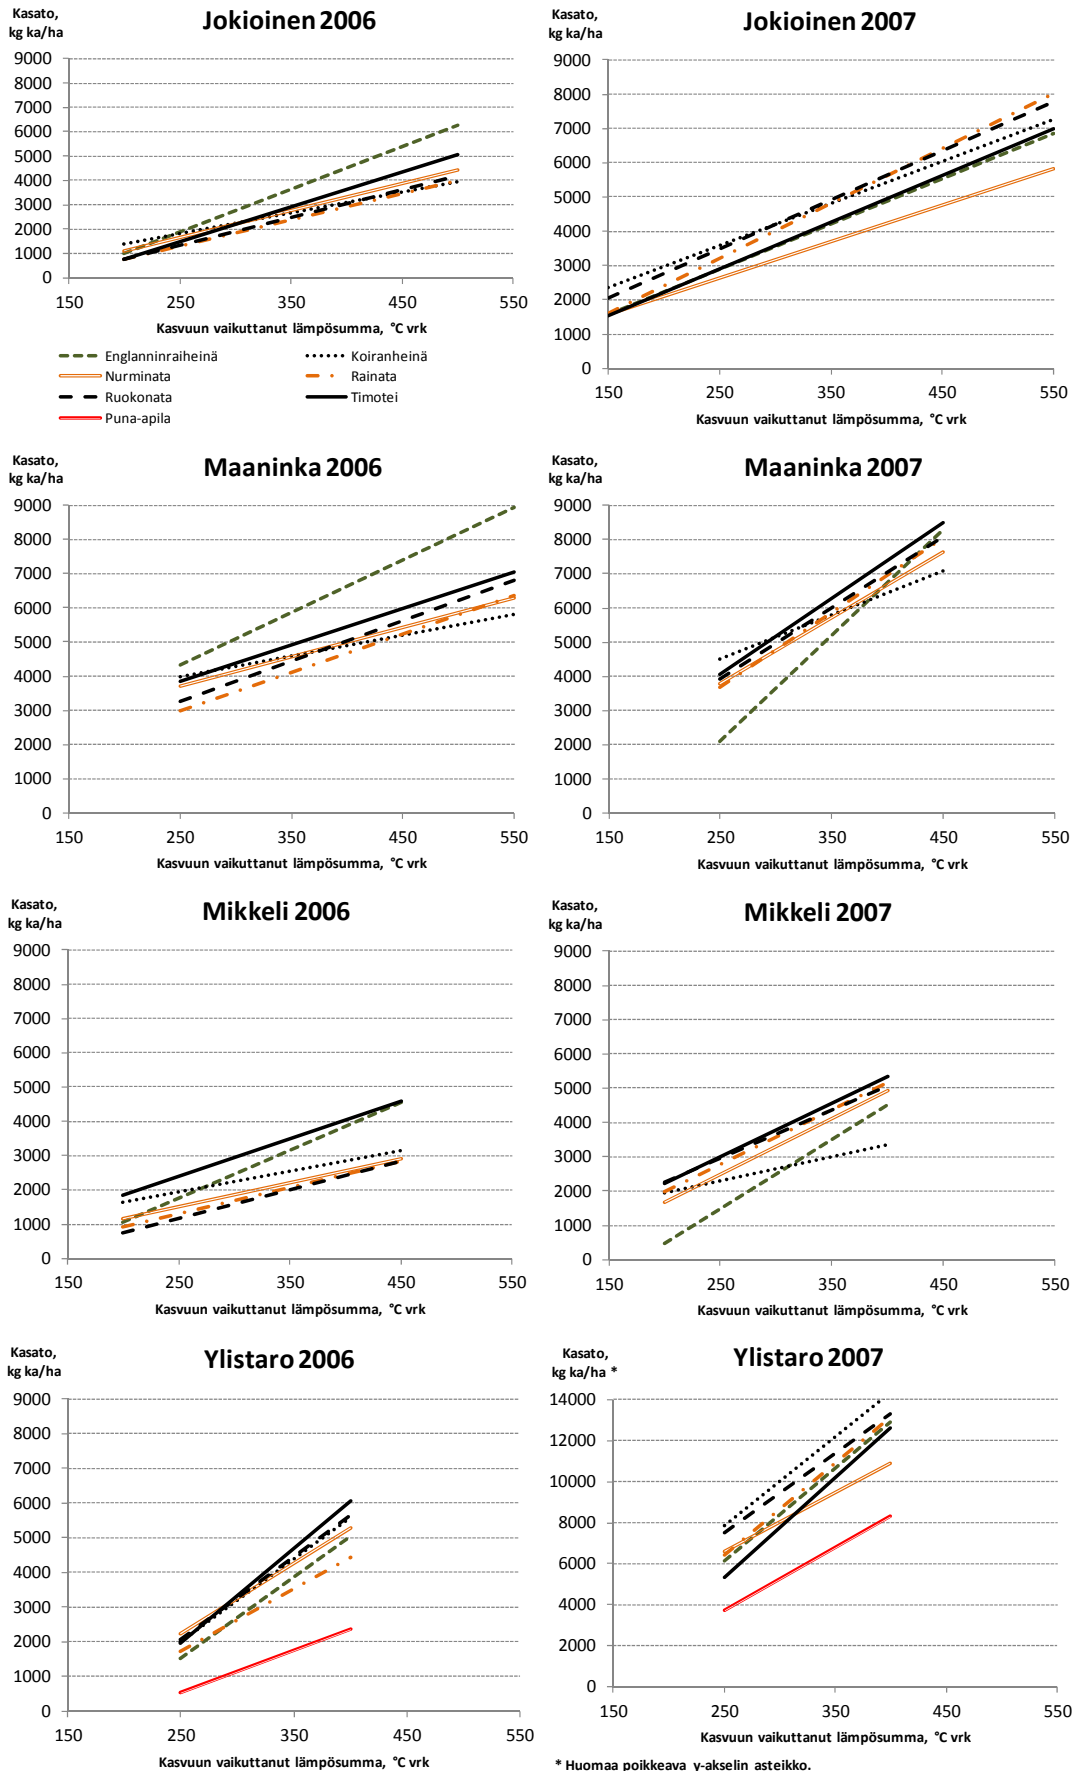 Kasato,
kg ka/ha
Jokioinen 2006
9000
8000
7000
6000
5000
4000
3000
2000
1000
0
150
250
350
450
550
Kasvuun vaikuttanut lämpösumma, °C vrk
Englanninraiheinä
Koiranheinä
Nurminata
Rainata
Ruokonata
Timotei
Puna-apila
Kasato,
kg ka/ha
Jokioinen 2007
9000
8000
7000
6000
5000
4000
3000
2000
1000
0
150
250
350
450
550
Kasvuun vaikuttanut lämpösumma, °C vrk
Kasato,
kg ka/ha
Maaninka 2006
9000
8000
7000
6000
5000
4000
3000
2000
1000
0
150
250
350
450
550
Kasvuun vaikuttanut lämpösumma, °C vrk
Kasato,
kg ka/ha
Maaninka 2007
9000
8000
7000
6000
5000
4000
3000
2000
1000
0
150
250
350
450
550
Kasvuun vaikuttanut lämpösumma, °C vrk
Kasato,
kg ka/ha
Mikkeli 2006
9000
8000
7000
6000
5000
4000
3000
2000
1000
0
150
250
350
450
550
Kasvuun vaikuttanut lämpösumma, °C vrk
Kasato,
kg ka/ha
Mikkeli 2007
9000
8000
7000
6000
5000
4000
3000
2000
1000
0
150
250
350
450
550
Kasvuun vaikuttanut lämpösumma, °C vrk
Kasato,
kg ka/ha
Ylistaro 2006
9000
8000
7000
6000
5000
4000
3000
2000
1000
0
150
250
350
450
550
Kasvuun vaikuttanut lämpösumma, °C vrk
Kasato,
kg ka/ha *
Ylistaro 2007
14000
12000
10000
8000
6000
4000
2000
0
150
250
350
450
550
Kasvuun vaikuttanut lämpösumma, °C vrk
* Huomaa poikkeava y-akselin asteikko.